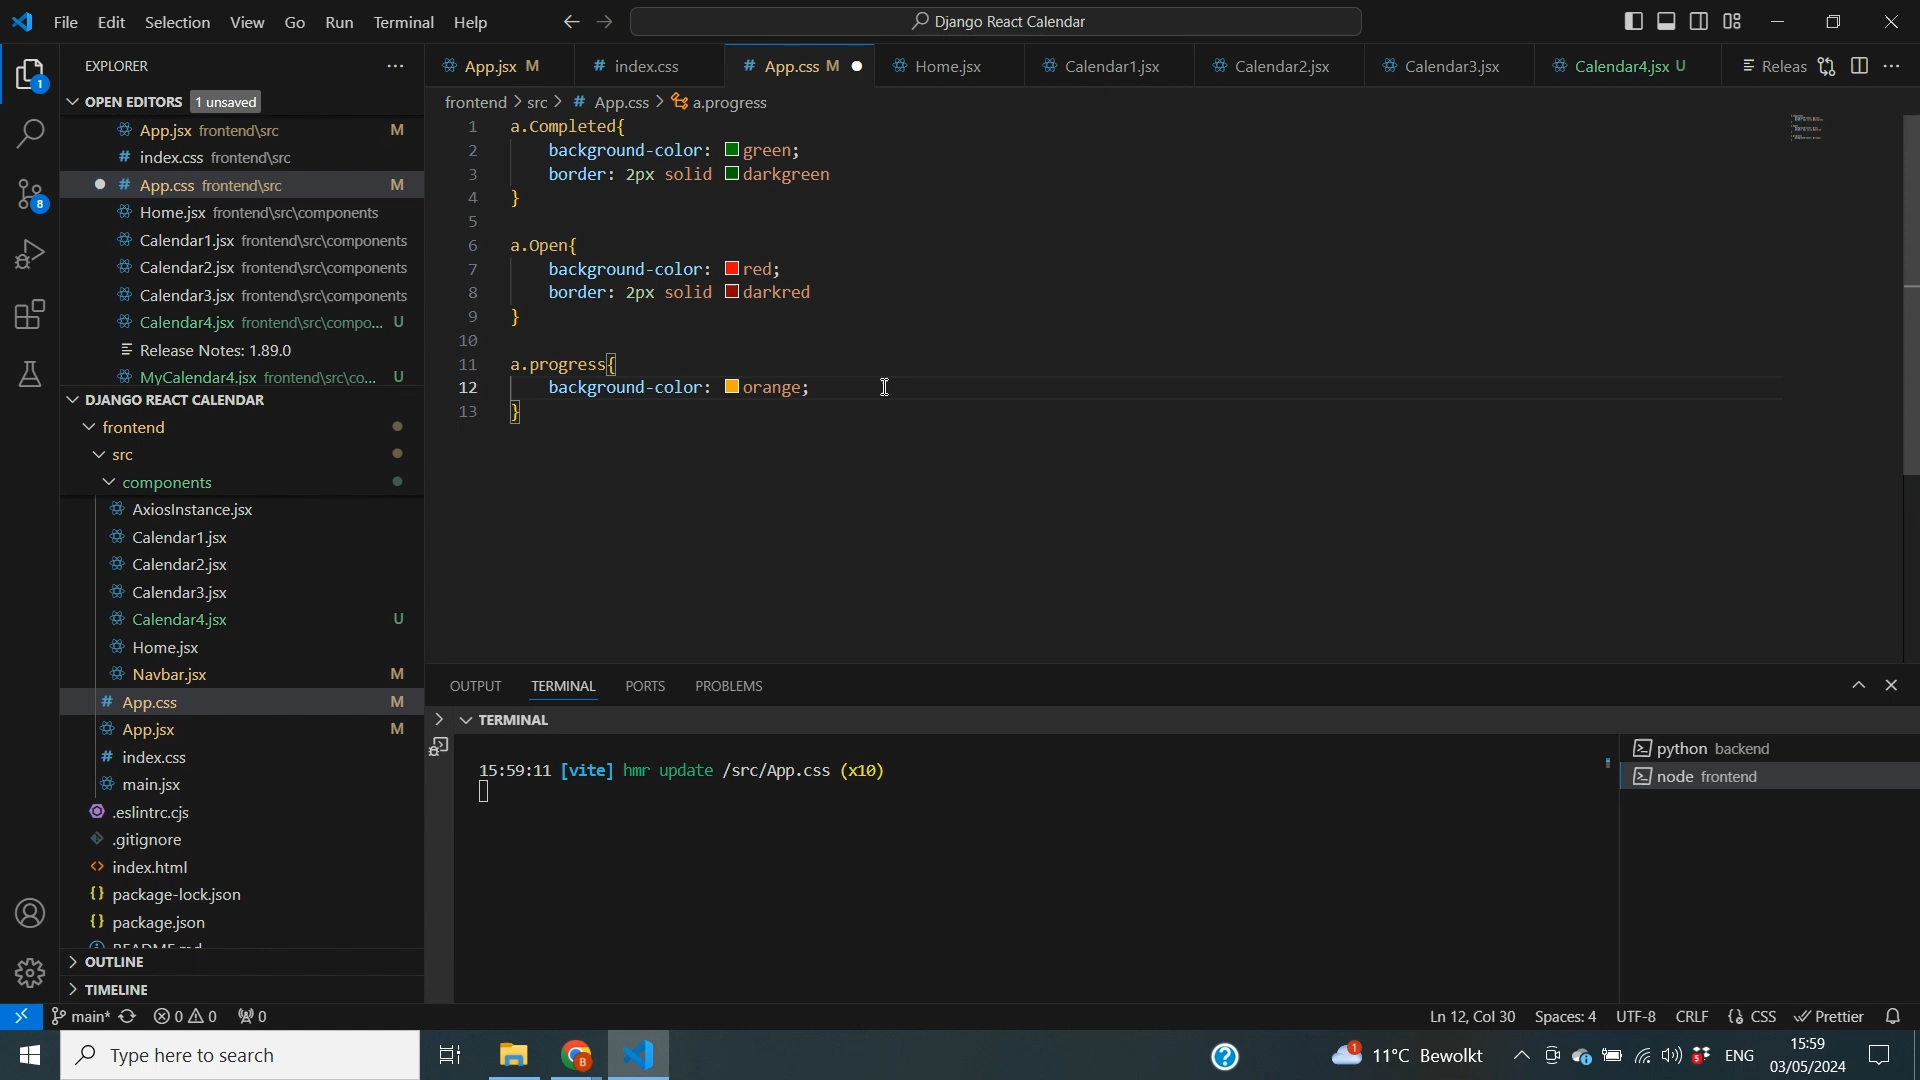 File Edit Selection View Go Run Terminal Help
Django React Calendar
EXPLORER
App.jsx M
index.css
App.css M
Home.jsx
Calendar1.jsx
Calendar2.jsx
Calendar3.jsx
Calendar4.jsx U
Releas
1
OPEN EDITORS 1 unsaved
frontend > src > # App.css > a.progress
App.jsx frontend\src M
index.css frontend\src
App.css frontend\src M
Home.jsx frontend\src\components
Calendar1.jsx frontend\src\components
Calendar2.jsx frontend\src\components
Calendar3.jsx frontend\src\components
Calendar4.jsx frontend\src\compo... U
Release Notes: 1.89.0
MyCalendar4.jsx frontend\src\co... U
8
1 a.Completed{
2 background-color: green;
3 border: 2px solid darkgreen
4 }
5
6 a.Open{
7 background-color: red;
8 border: 2px solid darkred
9 }
10
11 a.progress{
12 background-color: orange;
13 }
DJANGO REACT CALENDAR
frontend
src
components
AxiosInstance.jsx
Calendar1.jsx
Calendar2.jsx
Calendar3.jsx
Calendar4.jsx U
Home.jsx
Navbar.jsx M
App.css M
App.jsx M
index.css
main.jsx
.eslintrc.cjs
.gitignore
index.html
package-lock.json
package.json
README.md
OUTLINE
TIMELINE
OUTPUT TERMINAL PORTS PROBLEMS
TERMINAL
15:59:11 [vite] hmr update /src/App.css (x10)
python backend
node frontend
main* 0 0 0
Ln 12, Col 30 Spaces: 4 UTF-8 CRLF CSS Prettier
Type here to search
1
11°C Bewolkt
ENG
15:59
03/05/2024